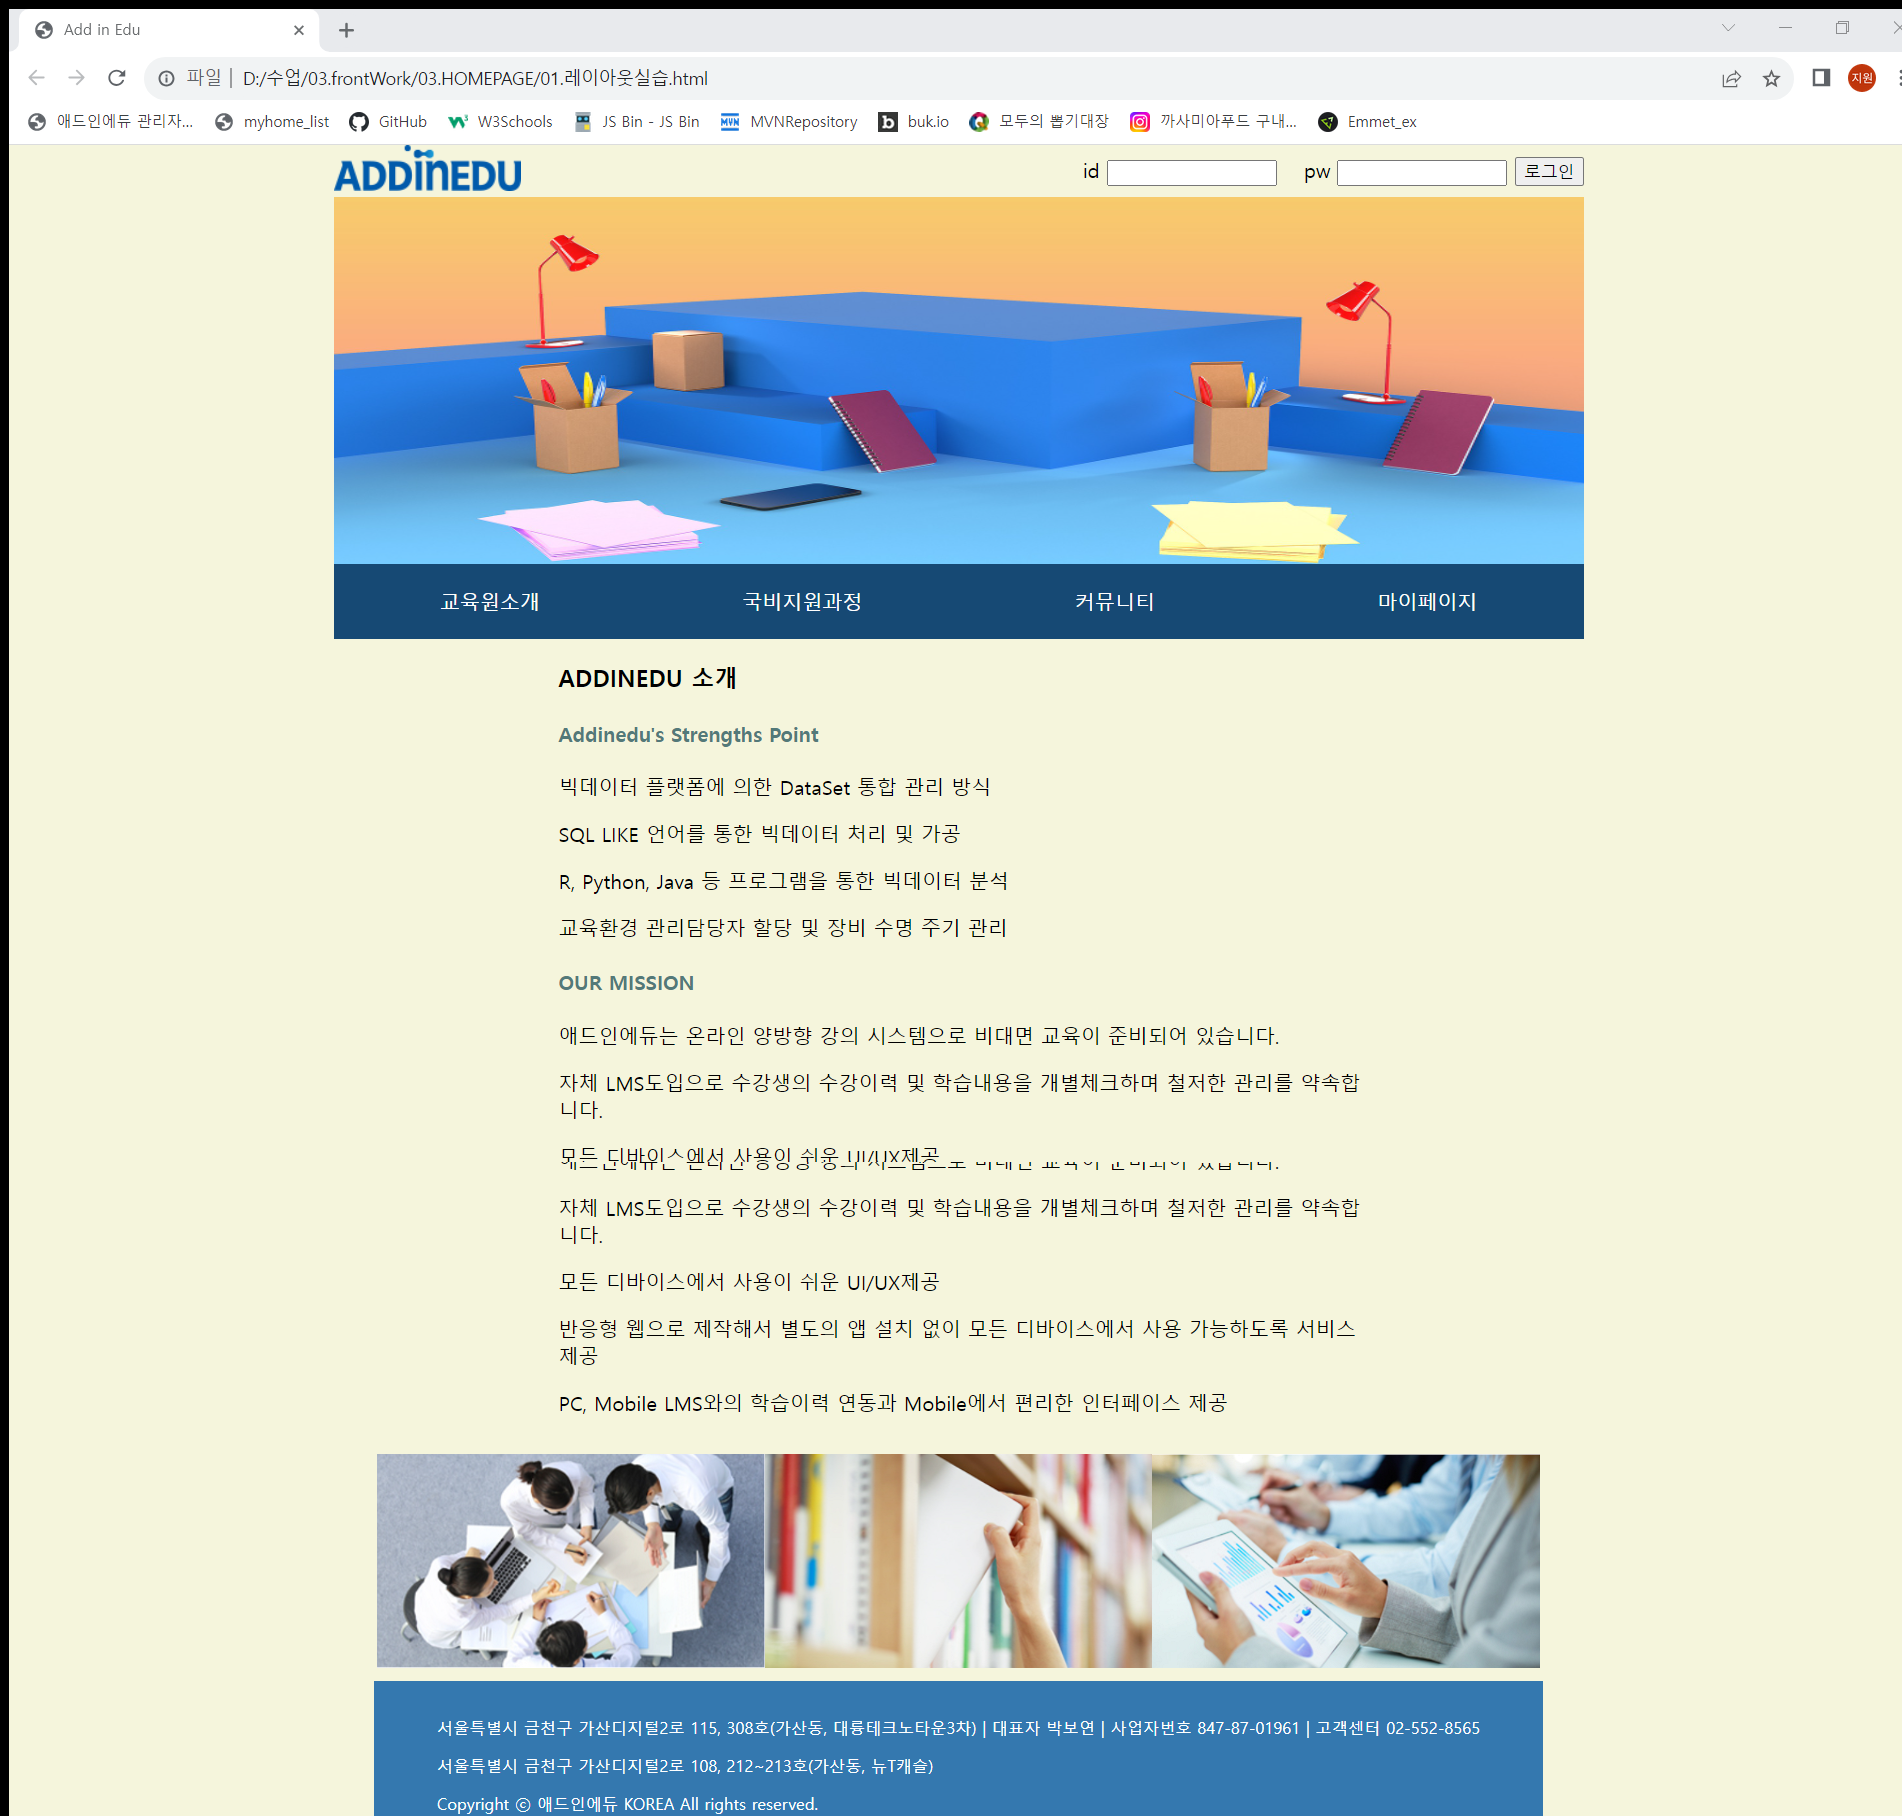 Add in Edu
파일 | D:/수업/03.frontWork/03.HOMEPAGE/01.레이아웃실습.html
지원
애드인에듀 관리자... myhome_list GitHub W3Schools JS Bin - JS Bin MVNRepository buk.io 모두의 뽑기대장 까사미아푸드 구내... Emmet_ex
ADDinEDU id pw 로그인
교육원소개 국비지원과정 커뮤니티 마이페이지
ADDINEDU 소개
Addinedu's Strengths Point
빅데이터 플랫폼에 의한 DataSet 통합 관리 방식
SQL LIKE 언어를 통한 빅데이터 처리 및 가공
R, Python, Java 등 프로그램을 통한 빅데이터 분석
교육환경 관리담당자 할당 및 장비 수명 주기 관리
OUR MISSION
애드인에듀는 온라인 양방향 강의 시스템으로 비대면 교육이 준비되어 있습니다.
자체 LMS도입으로 수강생의 수강이력 및 학습내용을 개별체크하며 철저한 관리를 약속합
니다.
모든 디바이스에서 사용이 쉬운 UI/UX제공
자체 LMS도입으로 수강생의 수강이력 및 학습내용을 개별체크하며 철저한 관리를 약속합
니다.
모든 디바이스에서 사용이 쉬운 UI/UX제공
반응형 웹으로 제작해서 별도의 앱 설치 없이 모든 디바이스에서 사용 가능하도록 서비스
제공
PC, Mobile LMS와의 학습이력 연동과 Mobile에서 편리한 인터페이스 제공
서울특별시 금천구 가산디지털2로 115, 308호(가산동, 대륭테크노타운3차) | 대표자 박보연 | 사업자번호 847-87-01961 | 고객센터 02-552-8565
서울특별시 금천구 가산디지털2로 108, 212~213호(가산동, 뉴T캐슬)
Copyright ⓒ 애드인에듀 KOREA All rights reserved.